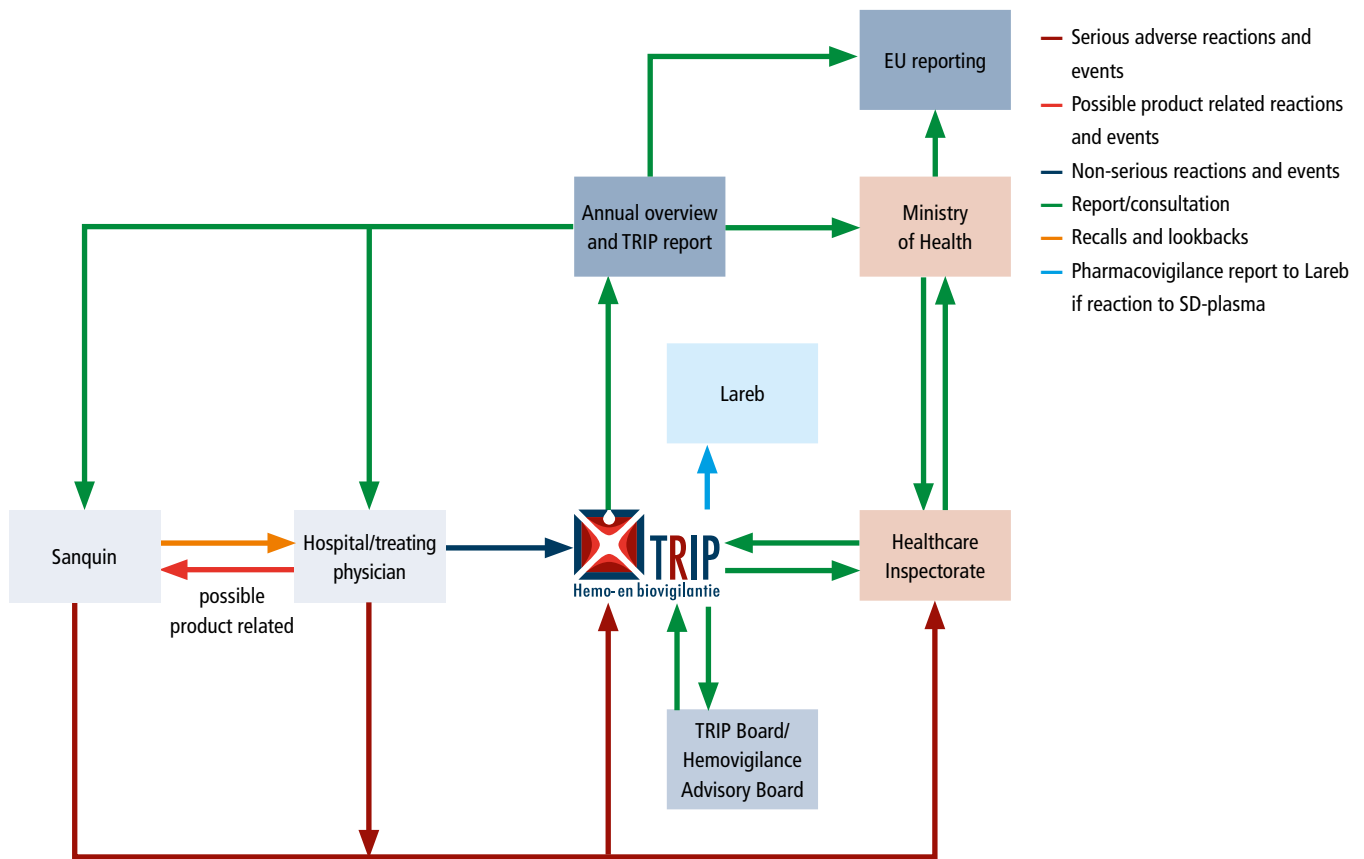 EU reporting
Serious adverse reactions and
events
Possible product related reactions
and events
Non-serious reactions and events
Report/consultation
Recalls and lookbacks
Pharmacovigilance report to Lareb
if reaction to SD-plasma
Annual overview
and TRIP report
Ministry
of Health
Lareb
Sanquin
Hospital/treating
physician
possible
product related
TRIP
Hemo- en biovigilantie
Healthcare
Inspectorate
TRIP Board/
Hemovigilance
Advisory Board